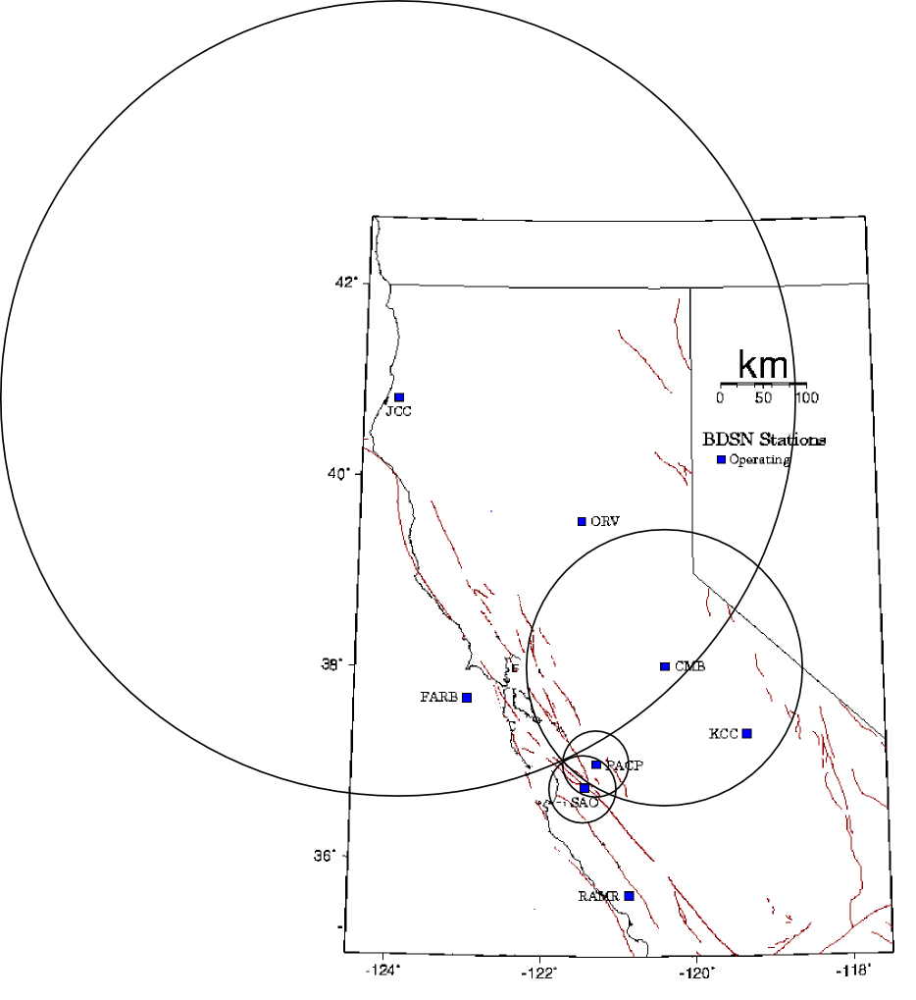 42°
km
0 50 100
JCC
BDSN Stations
Operating
40°
ORV
38°
CMB
FARB
KCC
PACP
SAO
36°
RAMR
-124°
-122°
-120°
-118°